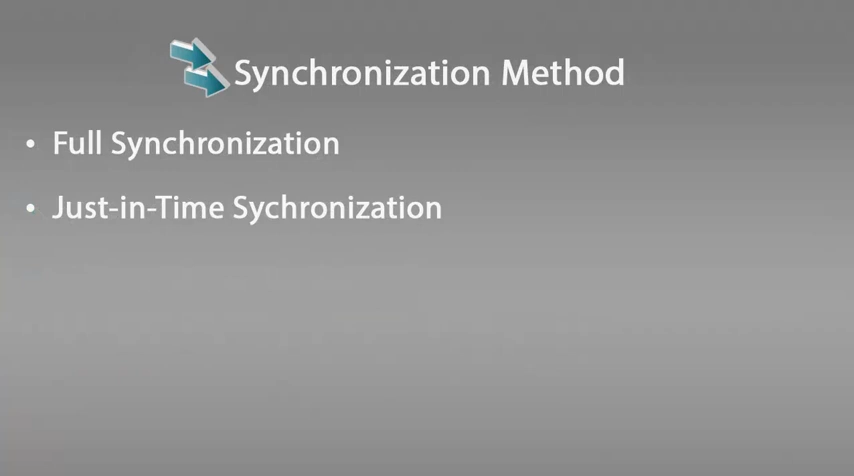 Synchronization Method
• Full Synchronization
• Just-in-Time Sychronization